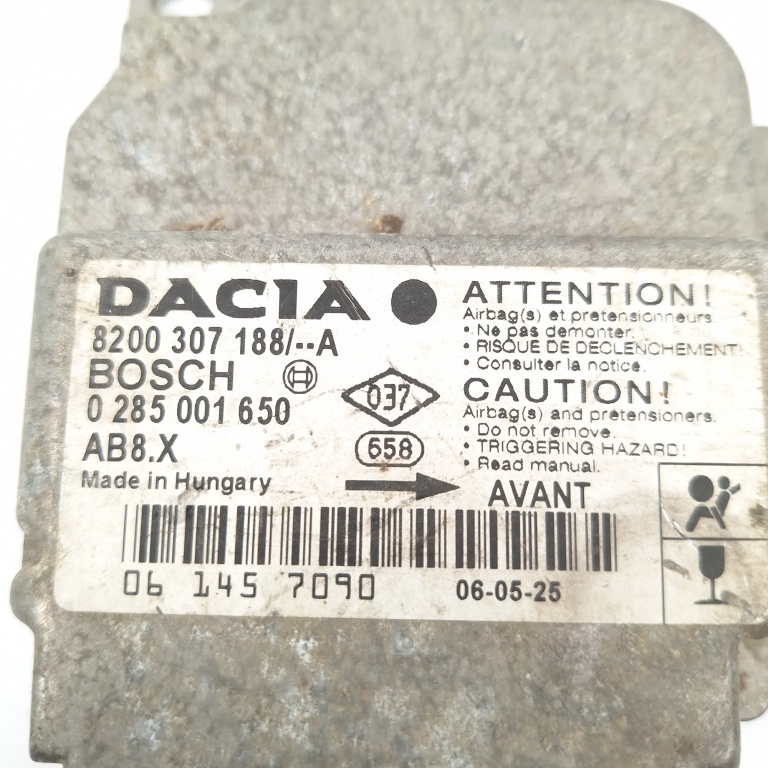 DACIA
8200 307 188/--A
BOSCH
0 285 001 650
AB8.X
Made in Hungary
037
658
ATTENTION!
Airbag(s) et pretensionneurs.
• Ne pas demonter.
• RISQUE DE DECLENCHEMENT!
• Consulter la notice.
CAUTION!
Airbag(s) and pretensioners.
• Do not remove.
• TRIGGERING HAZARD!
• Read manual.
AVANT
06 145 7090
06-05-25